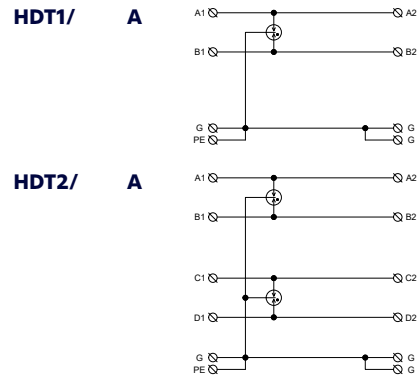 HDT1/ A
A1 A2
B1 B2
G G
PE G
HDT2/ A
A1 A2
B1 B2
C1 C2
D1 D2
G G
PE G